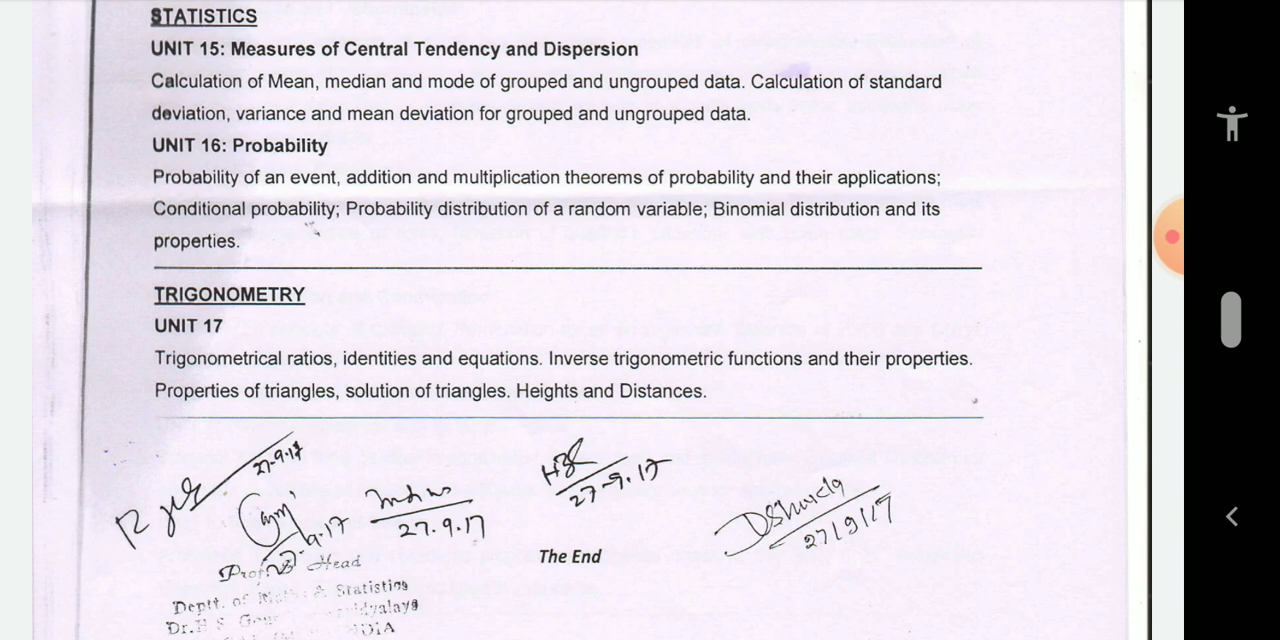 STATISTICS
UNIT 15: Measures of Central Tendency and Dispersion
Calculation of Mean, median and mode of grouped and ungrouped data. Calculation of standard
deviation, variance and mean deviation for grouped and ungrouped data.
UNIT 16: Probability
Probability of an event, addition and multiplication theorems of probability and their applications;
Conditional probability; Probability distribution of a random variable; Binomial distribution and its
properties.
TRIGONOMETRY
UNIT 17
Trigonometrical ratios, identities and equations. Inverse trigonometric functions and their properties.
Properties of triangles, solution of triangles. Heights and Distances.
27.9.17
27.9.17
27.9.17
27/9/17
The End
Head
Deptt. of & Statistics
Dr. H S